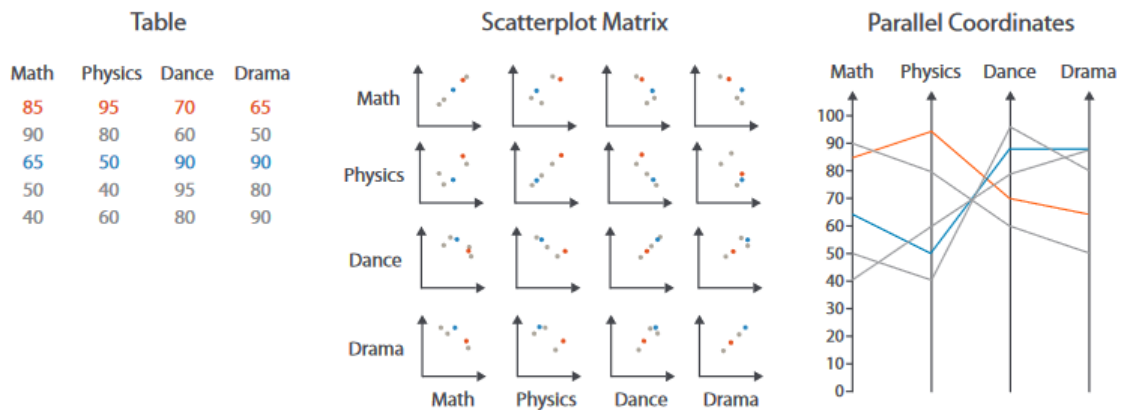 Table
Math Physics Dance Drama
85 95 70 65
90 80 60 50
65 50 90 90
50 40 95 80
40 60 80 90
Scatterplot Matrix
Math
Physics
Dance
Drama
Math Physics Dance Drama
Parallel Coordinates
Math Physics Dance Drama
100
90
80
70
60
50
40
30
20
10
0